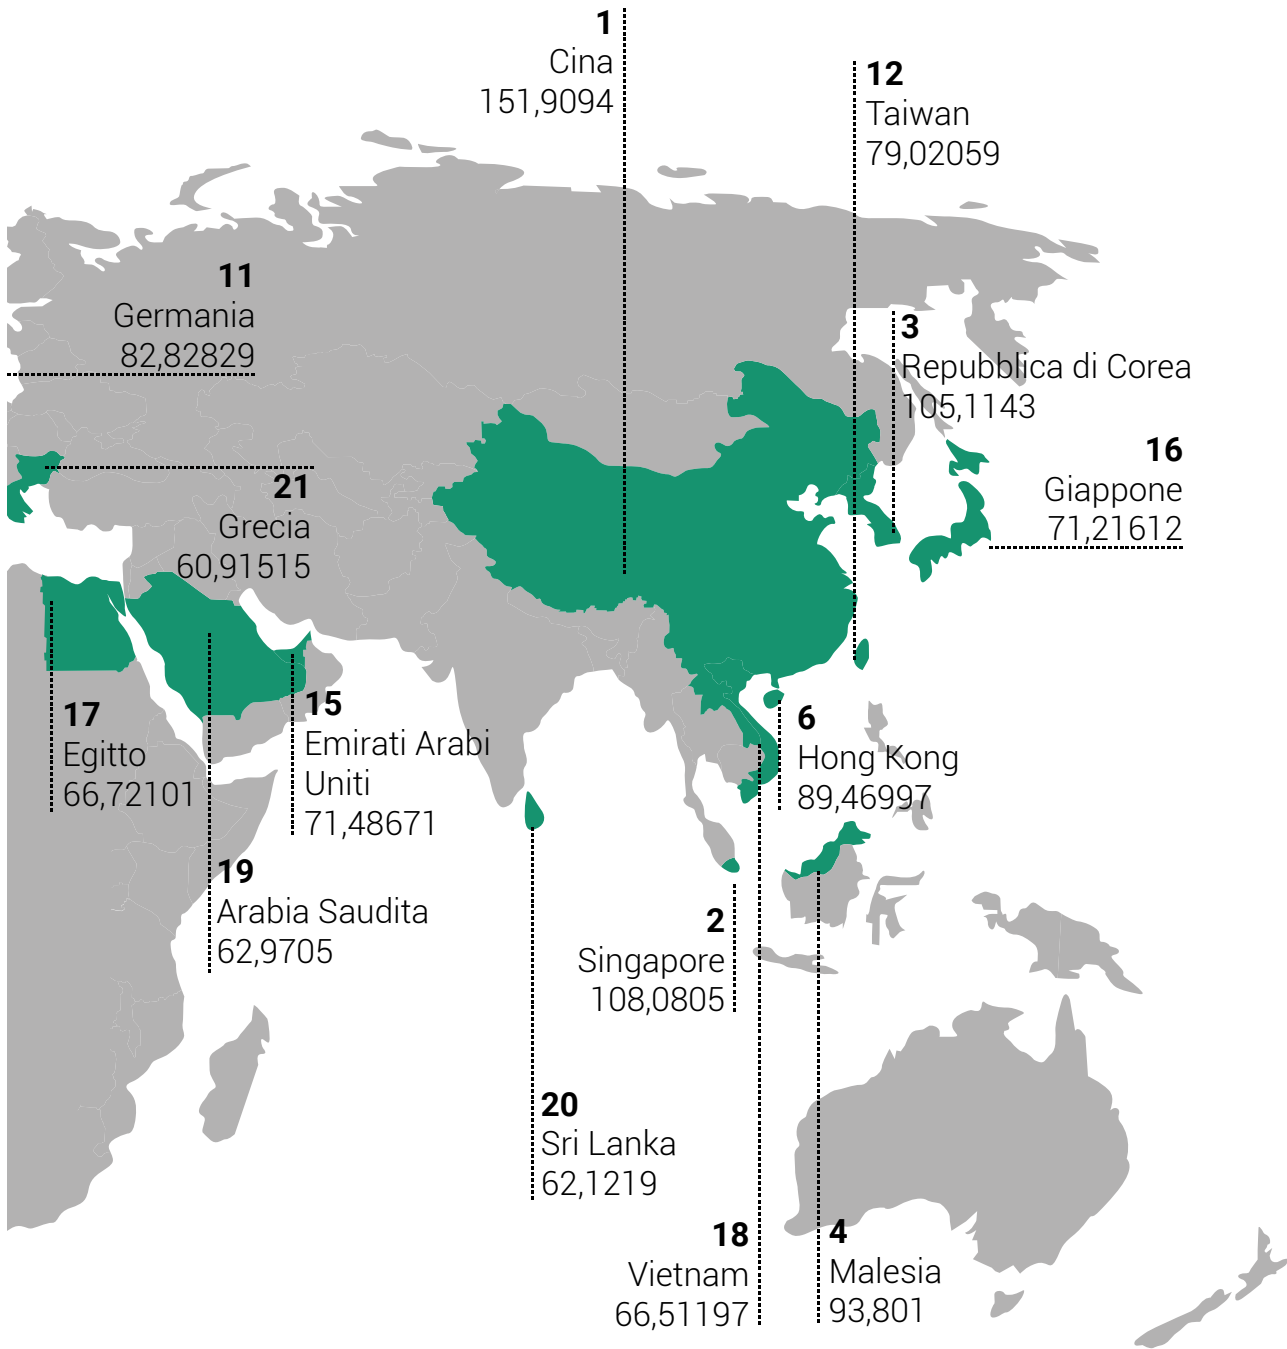 1
Cina
151,9094
12
Taiwan
79,02059
11
Germania
82,82829
3
Repubblica di Corea
105,1143
16
Giappone
71,21612
21
Grecia
60,91515
17
Egitto
66,72101
15
Emirati Arabi
Uniti
71,48671
6
Hong Kong
89,46997
19
Arabia Saudita
62,9705
2
Singapore
108,0805
20
Sri Lanka
62,1219
18
Vietnam
66,51197
4
Malesia
93,801